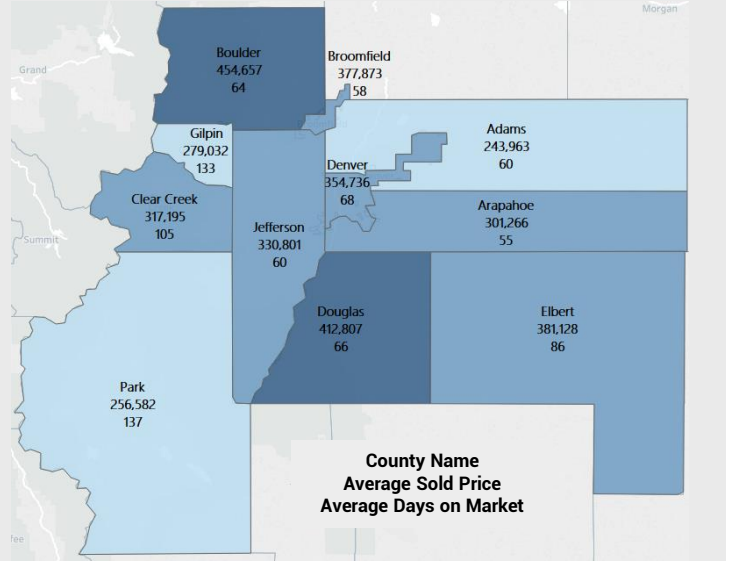 Morgan
Grand
Boulder
454,657
64
Broomfield
377,873
58
Gilpin
279,032
133
Adams
243,963
60
Denver
354,736
68
Clear Creek
317,195
105
Arapahoe
301,266
55
Jefferson
330,801
60
Summit
Douglas
412,807
66
Elbert
381,128
86
Park
256,582
137
County Name
Average Sold Price
Average Days on Market
fee